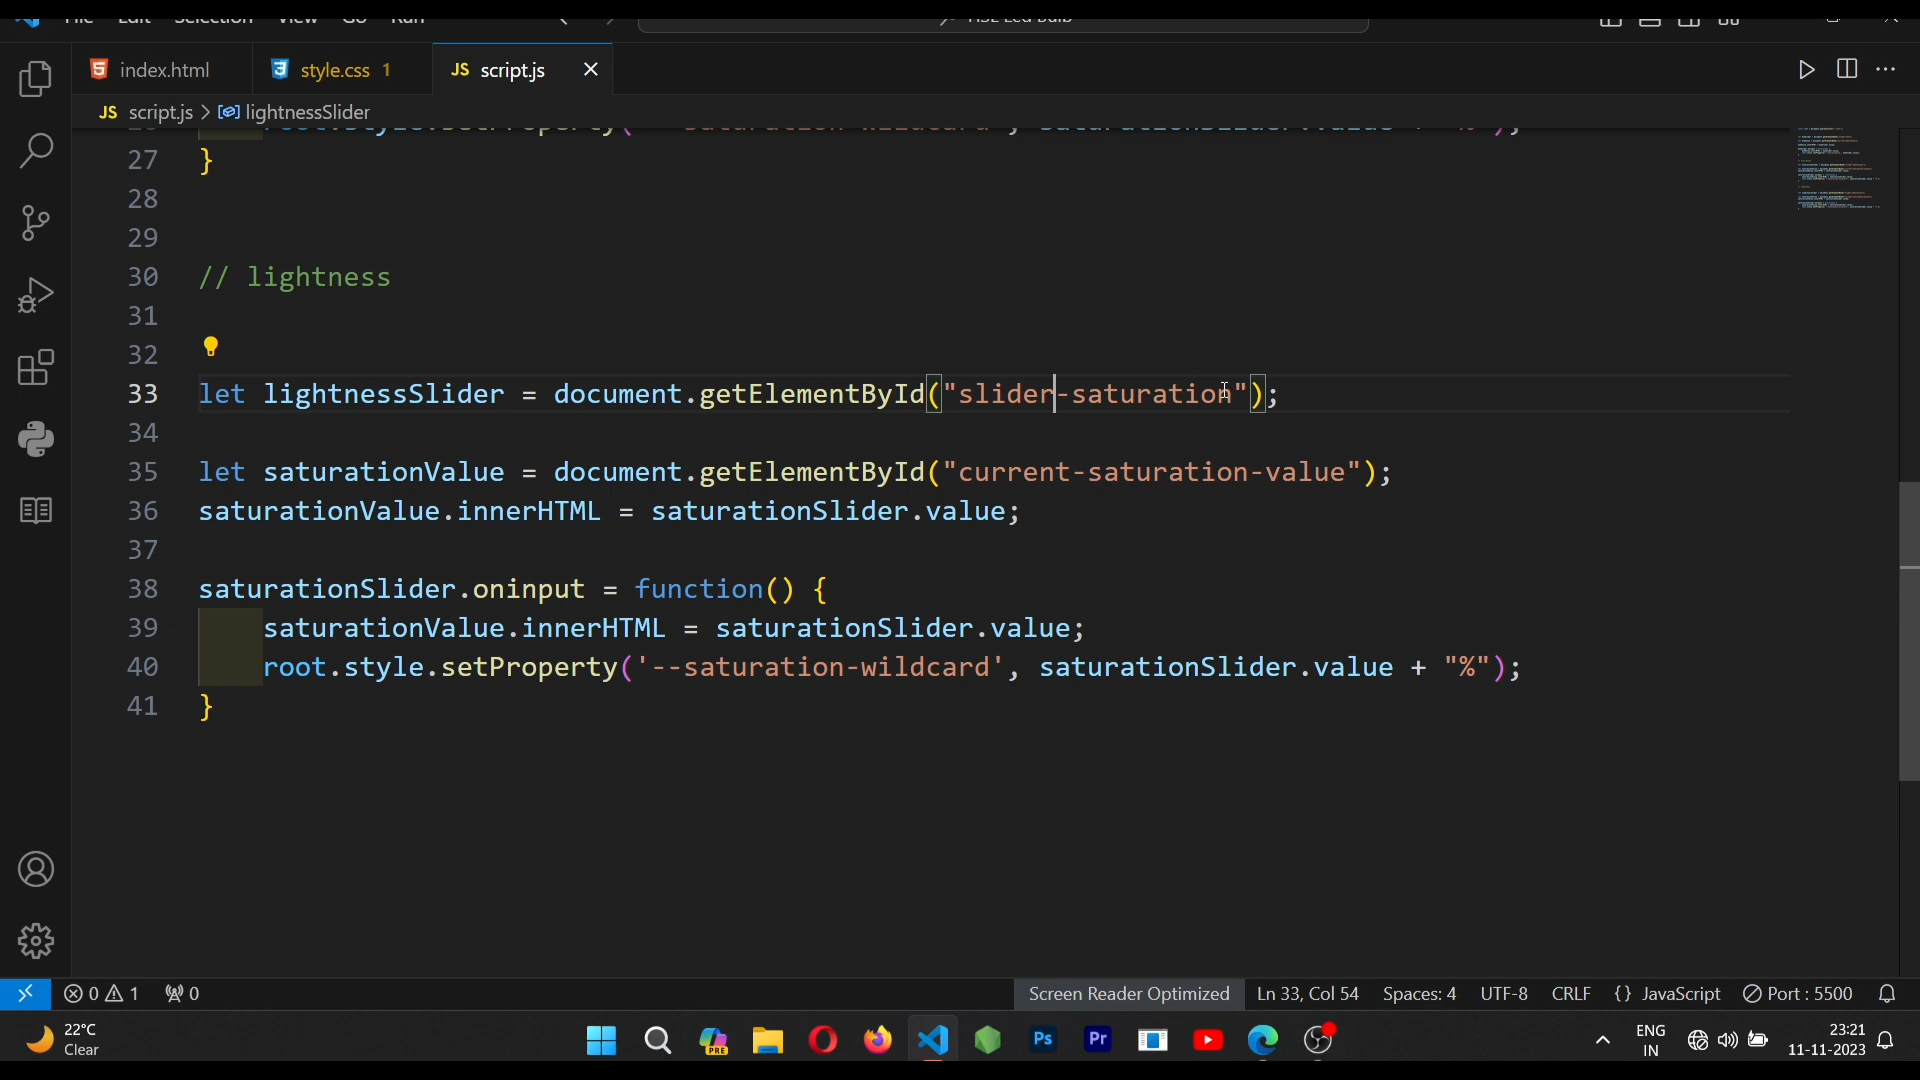 index.html
style.css 1
JS script.js
JS script.js > lightnessSlider
27 }
28
29
30 // lightness
31
32
33 let lightnessSlider = document.getElementById("slider-saturation");
34
35 let saturationValue = document.getElementById("current-saturation-value");
36 saturationValue.innerHTML = saturationSlider.value;
37
38 saturationSlider.oninput = function() {
39 saturationValue.innerHTML = saturationSlider.value;
40 root.style.setProperty('--saturation-wildcard', saturationSlider.value + "%");
41 }
0 1 0 Screen Reader Optimized Ln 33, Col 54 Spaces: 4 UTF-8 CRLF {} JavaScript Port : 5500
22°C
Clear
PRE
Ps
Pr
ENG
IN
23:21
11-11-2023